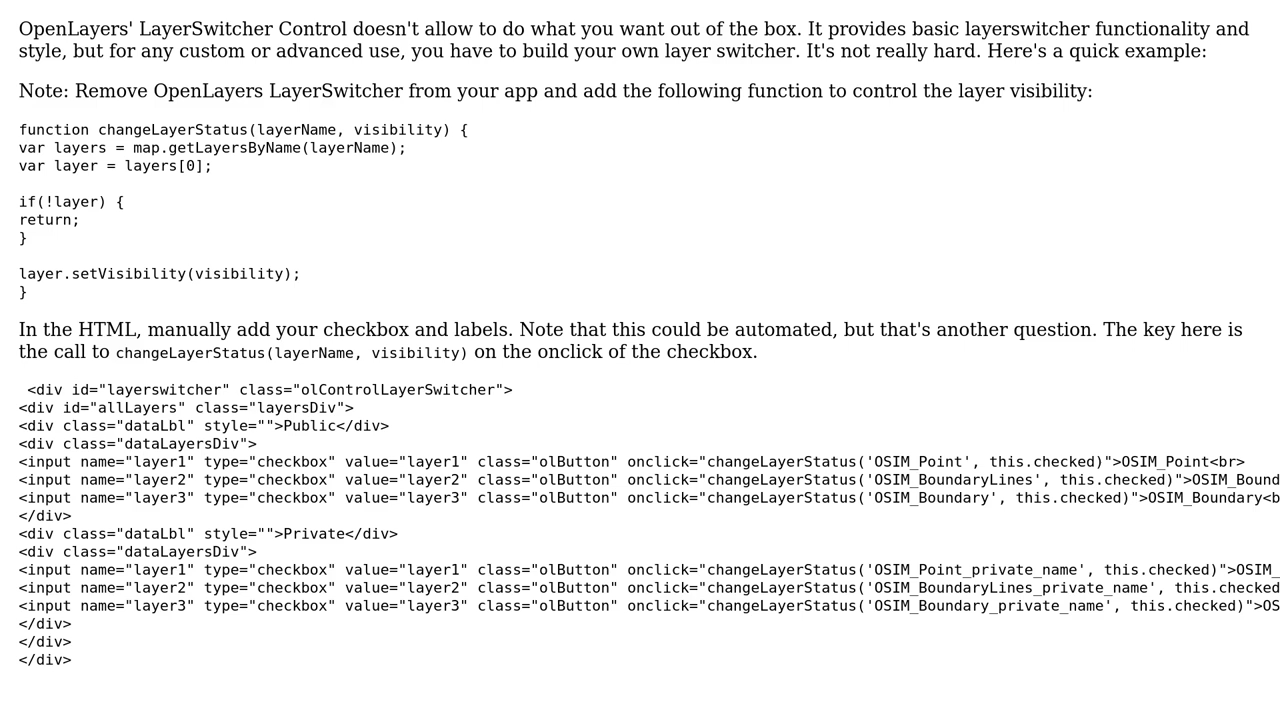 OpenLayers' LayerSwitcher Control doesn't allow to do what you want out of the box. It provides basic layerswitcher functionality and
style, but for any custom or advanced use, you have to build your own layer switcher. It's not really hard. Here's a quick example:
Note: Remove OpenLayers LayerSwitcher from your app and add the following function to control the layer visibility:
function changeLayerStatus(layerName, visibility) {
var layers = map.getLayersByName(layerName);
var layer = layers[0];
if(!layer) {
return;
}
layer.setVisibility(visibility);
}
In the HTML, manually add your checkbox and labels. Note that this could be automated, but that's another question. The key here is
the call to changeLayerStatus(layerName, visibility) on the onclick of the checkbox.
<div id="layerswitcher" class="olControlLayerSwitcher">
<div id="allLayers" class="layersDiv">
<div class="dataLbl" style="">Public</div>
<div class="dataLayersDiv">
<input name="layer1" type="checkbox" value="layer1" class="olButton" onclick="changeLayerStatus('OSIM_Point', this.checked)">OSIM_Point<br>
<input name="layer2" type="checkbox" value="layer2" class="olButton" onclick="changeLayerStatus('OSIM_BoundaryLines', this.checked)">OSIM_Bound
<input name="layer3" type="checkbox" value="layer3" class="olButton" onclick="changeLayerStatus('OSIM_Boundary', this.checked)">OSIM_Boundary<b
</div>
<div class="dataLbl" style="">Private</div>
<div class="dataLayersDiv">
<input name="layer1" type="checkbox" value="layer1" class="olButton" onclick="changeLayerStatus('OSIM_Point_private_name', this.checked)">OSIM_
<input name="layer2" type="checkbox" value="layer2" class="olButton" onclick="changeLayerStatus('OSIM_BoundaryLines_private_name', this.checked
<input name="layer3" type="checkbox" value="layer3" class="olButton" onclick="changeLayerStatus('OSIM_Boundary_private_name', this.checked)">OS
</div>
</div>
</div>